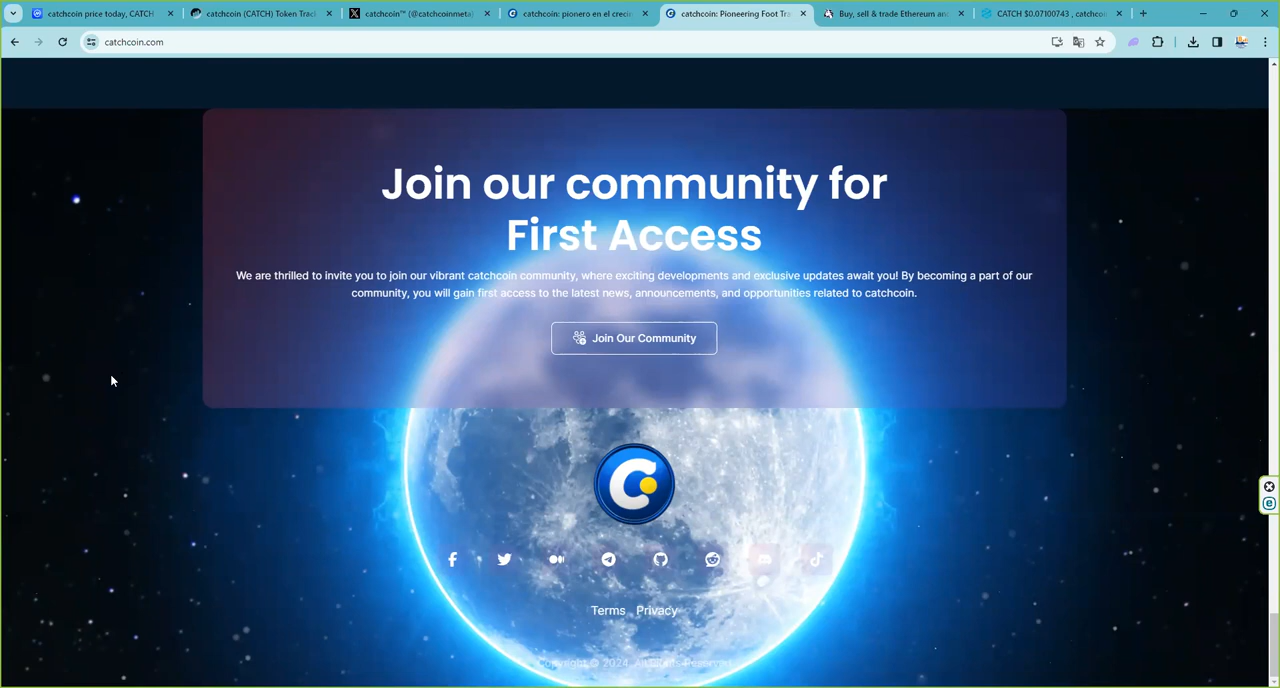 catchcoin price today, CATCH
catchcoin (CATCH) Token Trac
catchcoin™ (@catchcoinmeta)
catchcoin: pionero en el creci
catchcoin: Pioneering Foot Tra
Buy, sell & trade Ethereum and
CATCH $0.07100743 , catchcoi
catchcoin.com
Join our community for
First Access
We are thrilled to invite you to join our vibrant catchcoin community, where exciting developments and exclusive updates await you! By becoming a part of our
community, you will gain first access to the latest news, announcements, and opportunities related to catchcoin.
Join Our Community
Terms Privacy
Copyright © 2024. All Rights Reserved